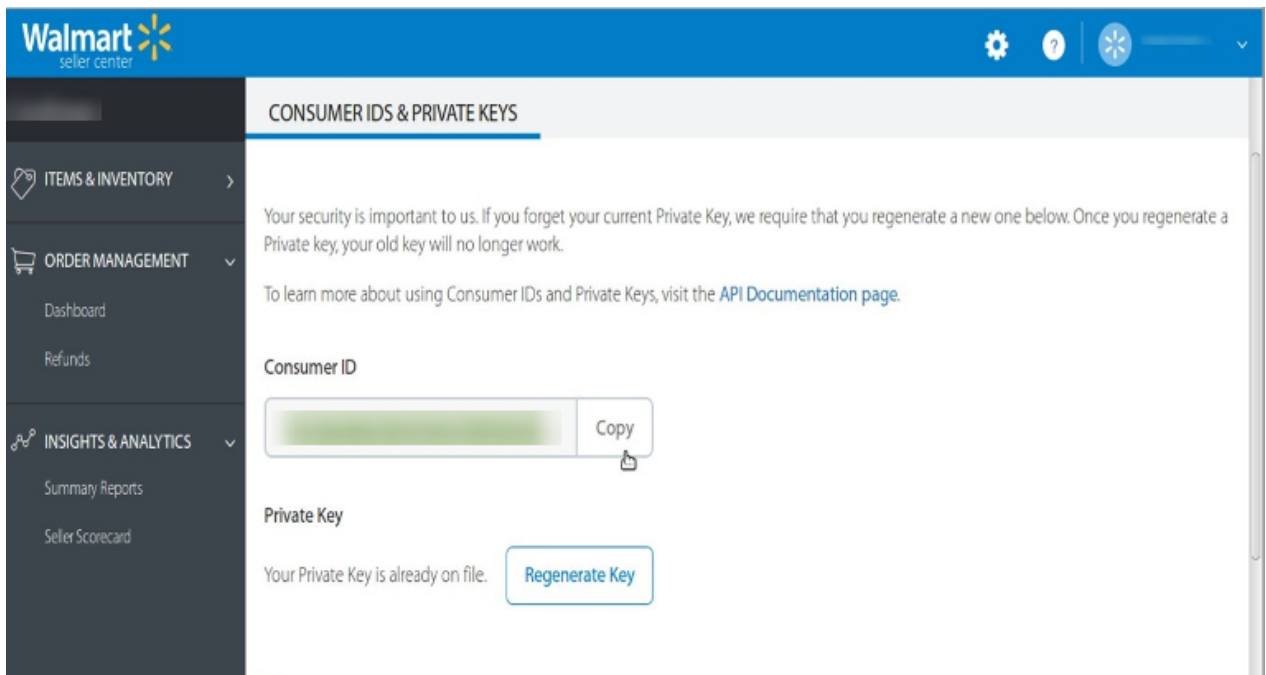 Walmart
seller center
?
CONSUMER IDS & PRIVATE KEYS
ITEMS & INVENTORY
ORDER MANAGEMENT
Dashboard
Refunds
INSIGHTS & ANALYTICS
Summary Reports
Seller Scorecard
Your security is important to us. If you forget your current Private Key, we require that you regenerate a new one below. Once you regenerate a
Private key, your old key will no longer work.
To learn more about using Consumer IDs and Private Keys, visit the API Documentation page.
Consumer ID
Copy
Private Key
Your Private Key is already on file.
Regenerate Key